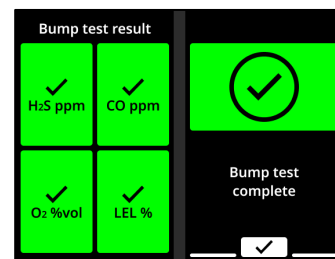 Bump test result
H2S ppm
CO ppm
O2 %vol
LEL %
Bump test
complete